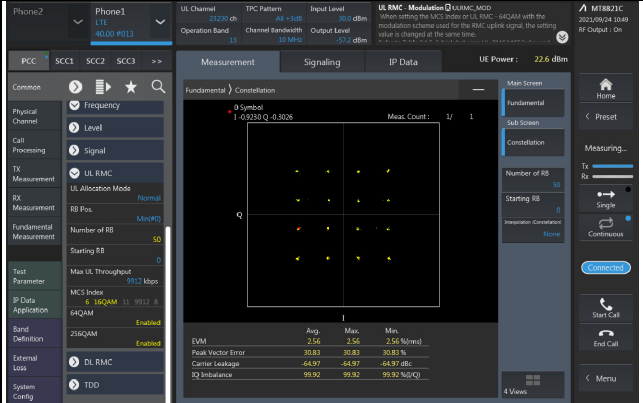 Phone2
Phone1
LTE
40.00 #013
UL Channel
23230 ch
TPC Pattern
All +3dB
Input Level
30.0 dBm
Operation Band
13
Channel Bandwidth
10 MHz
Output Level
-57.2 dBm
UL RMC - Modulation ULRMC_MOD
When setting the MCS Index or UL RMC - 64QAM with the
modulation scheme used for the RMC uplink signal, the setting
value is changed at the same time.
MT8821C
2021/09/24 10:49
RF Output : On
PCC
SCC1
SCC2
SCC3
>>
Measurement
Signaling
IP Data
UE Power : 22.6 dBm
Common
Physical
Channel
Call
Processing
TX
Measurement
RX
Measurement
Fundamental
Measurement
Test
Parameter
IP Data
Application
Band
Definition
External
Loss
System
Config
Frequency
Level
Signal
UL RMC
UL Allocation Mode
Normal
RB Pos.
Min(#0)
Number of RB
50
Starting RB
0
Max UL Throughput
9912 kbps
MCS Index
6 16QAM 11 9912 8
64QAM
Enabled
256QAM
Enabled
DL RMC
TDD
Fundamental Constellation
0 Symbol
I -0.9230 Q -0.3026
Meas. Count : 1/ 1
Q
I
Avg. Max. Min.
EVM 2.56 2.56 2.56 %(rms)
Peak Vector Error 30.83 30.83 30.83 %
Carrier Leakage -64.97 -64.97 -64.97 dBc
IQ Imbalance 99.92 99.92 99.92 %(I/Q)
Main Screen
Fundamental
Sub Screen
Constellation
Number of RB
50
Starting RB
0
Interpolation (Constellation)
None
4 Views
Home
Preset
Measuring...
Tx
Rx
Single
Continuous
Connected
Start Call
End Call
Menu